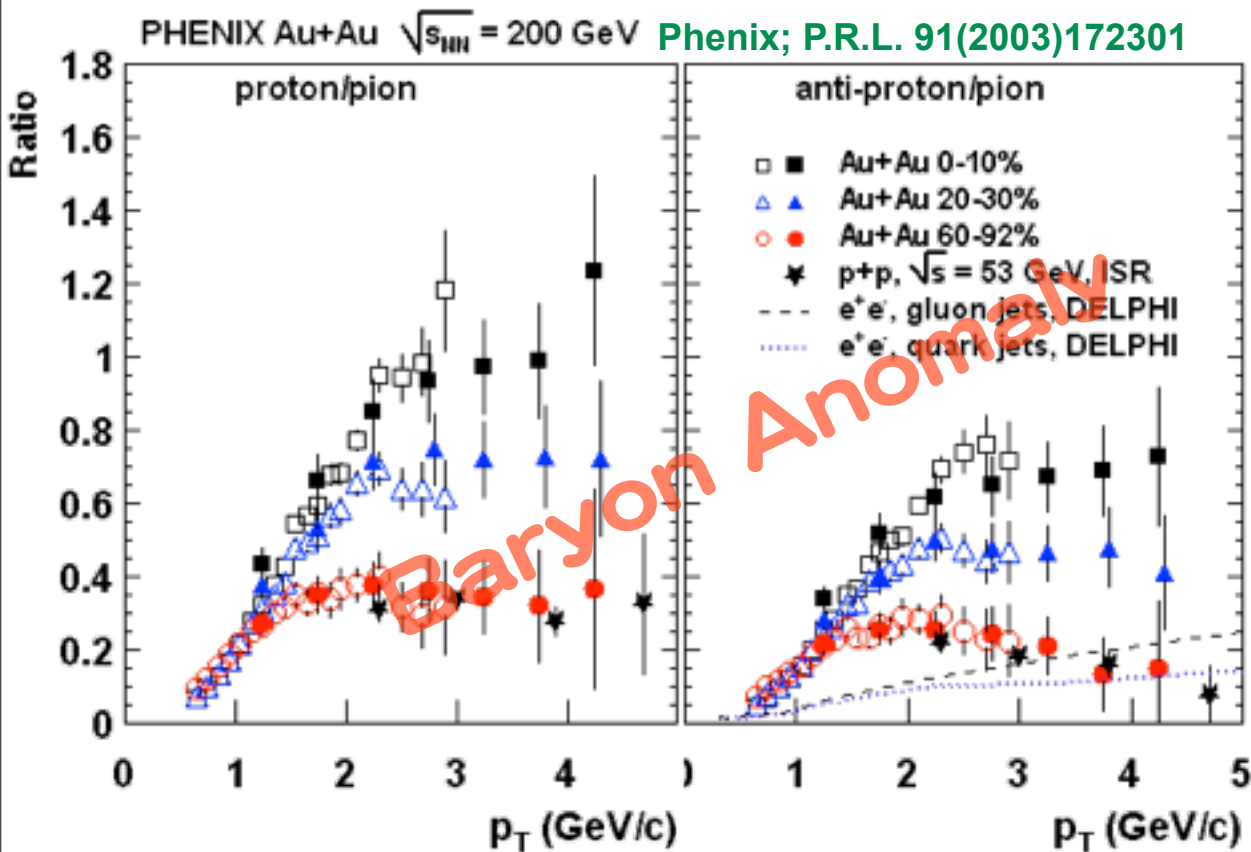 PHENIX Au+Au √sNN = 200 GeV Phenix; P.R.L. 91(2003)172301
Ratio
proton/pion
anti-proton/pion
1.8
1.6
1.4
1.2
1
0.8
0.6
0.4
0.2
0
Au+Au 0-10%
Au+Au 20-30%
Au+Au 60-92%
p+p, √s = 53 GeV, ISR
e+e-, gluon jets, DELPHI
e+e-, quark jets, DELPHI
Baryon Anomaly
0 1 2 3 4 0 1 2 3 4 5
pT (GeV/c) pT (GeV/c)